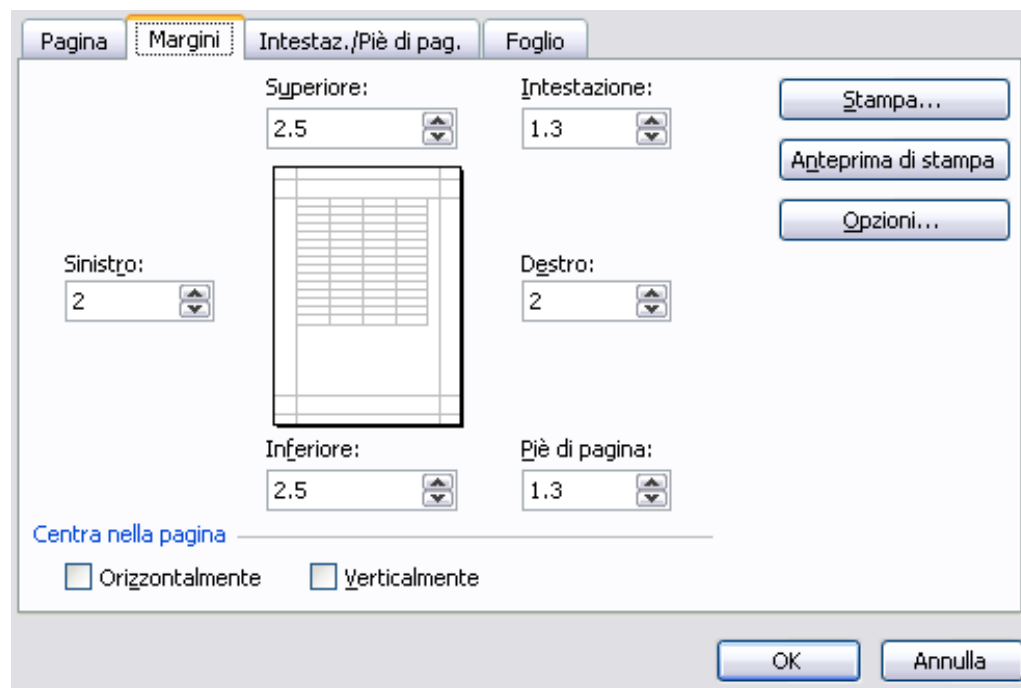 Pagina Margini Intestaz./Piè di pag. Foglio
Superiore: Intestazione:
2.5 1.3
Stampa...
Anteprima di stampa
Opzioni...
Sinistro: Destro:
2 2
Inferiore: Piè di pagina:
2.5 1.3
Centra nella pagina
Orizzontalmente Verticalmente
OK Annulla